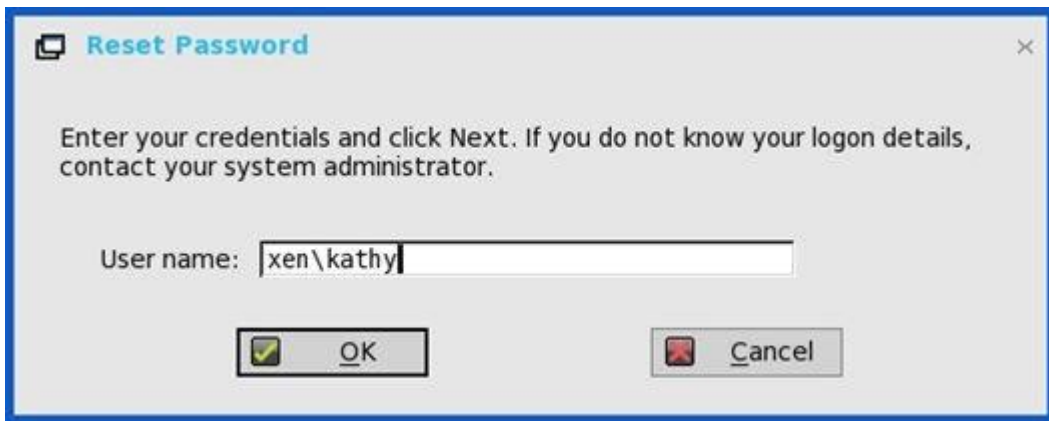 Reset Password
Enter your credentials and click Next. If you do not know your logon details,
contact your system administrator.
User name: xen\kathy
OK
Cancel